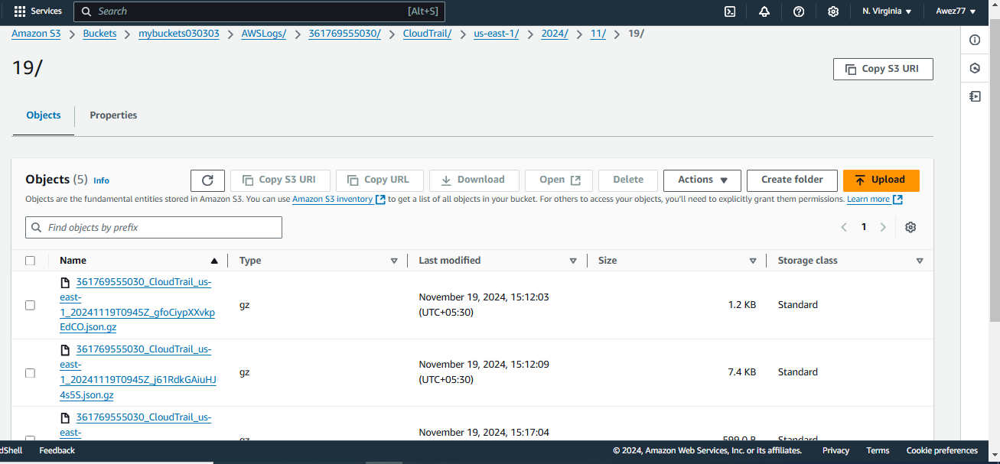 Services Search [Alt+S] N. Virginia Awez77
Amazon S3 Buckets mybuckets030303 AWSLogs/ 361769555030/ CloudTrail/ us-east-1/ 2024/ 11/ 19/
19/
Copy S3 URI
Objects Properties
Objects (5) Info Copy S3 URI Copy URL Download Open Delete Actions Create folder Upload
Objects are the fundamental entities stored in Amazon S3. You can use Amazon S3 inventory to get a list of all objects in your bucket. For others to access your objects, you'll need to explicitly grant them permissions. Learn more
Find objects by prefix
1
Name Type Last modified Size Storage class
361769555030_CloudTrail_us-
east-
1_20241119T0945Z_gfoCiypXXvkp
EdCO.json.gz
gz
November 19, 2024, 15:12:03
(UTC+05:30)
1.2 KB
Standard
361769555030_CloudTrail_us-
east-
1_20241119T0945Z_j61RdkGAiuHJ
4s5S.json.gz
gz
November 19, 2024, 15:12:09
(UTC+05:30)
7.4 KB
Standard
361769555030_CloudTrail_us-
east-
gz
November 19, 2024, 15:17:04
599.0 B
Standard
dShell Feedback © 2024, Amazon Web Services, Inc. or its affiliates. Privacy Terms Cookie preferences